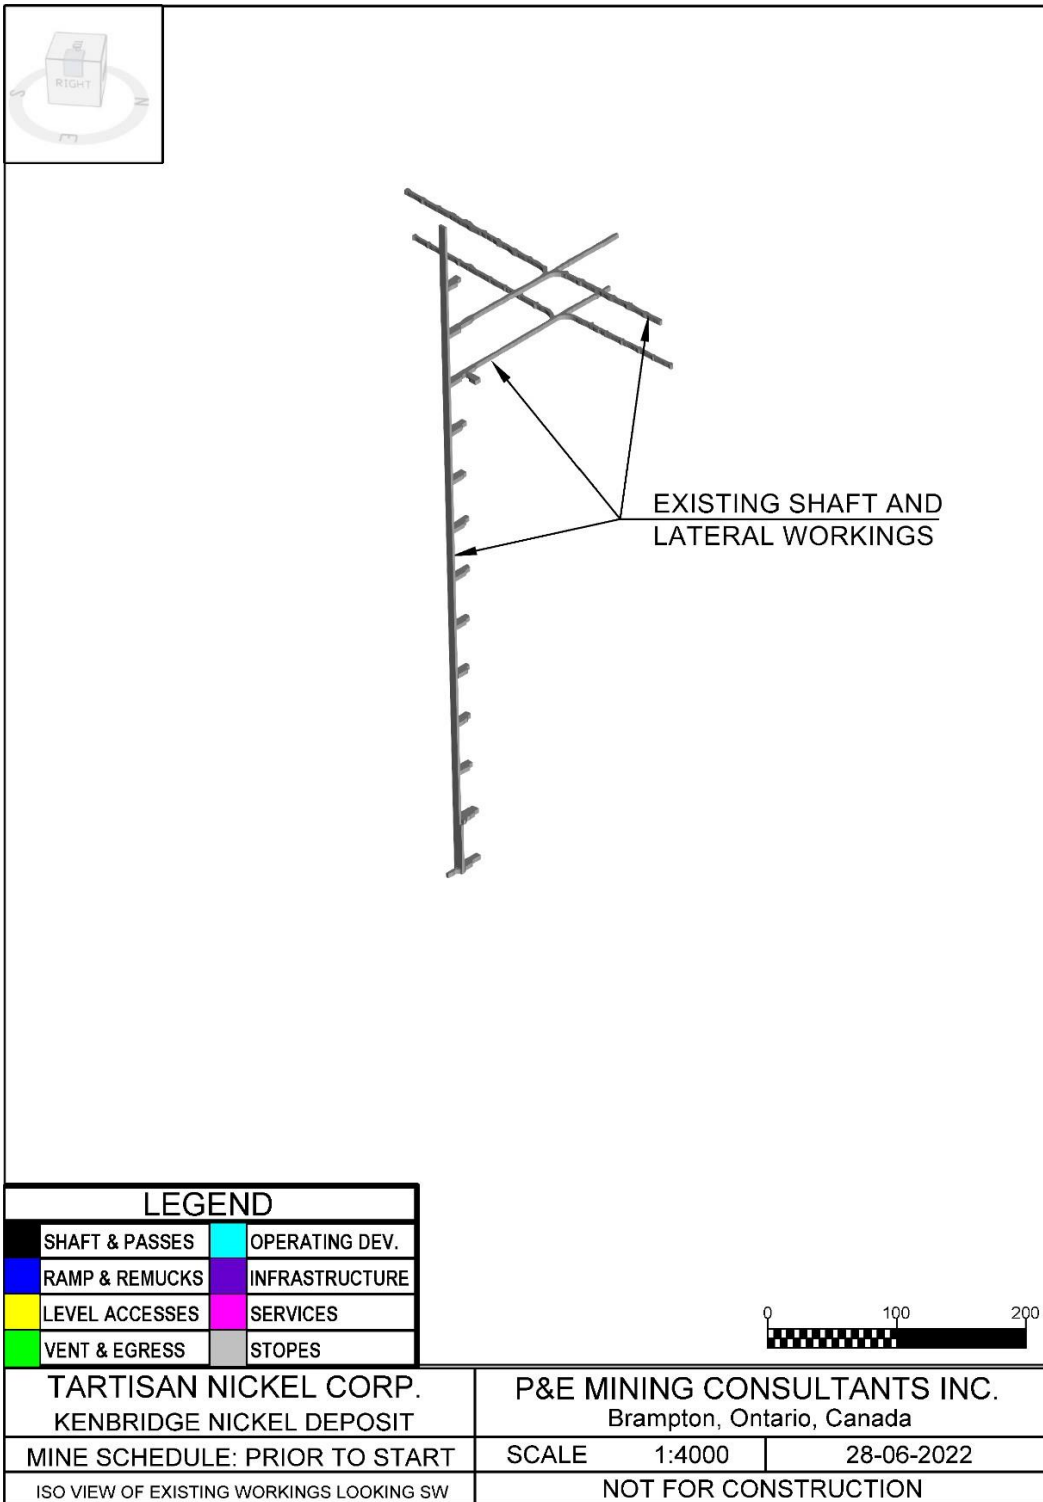 RIGHT
S
E
N
EXISTING SHAFT AND
LATERAL WORKINGS
LEGEND
SHAFT & PASSES
OPERATING DEV.
RAMP & REMUCKS
INFRASTRUCTURE
LEVEL ACCESSES
SERVICES
VENT & EGRESS
STOPES
0 100 200
TARTISAN NICKEL CORP.
KENBRIDGE NICKEL DEPOSIT
MINE SCHEDULE: PRIOR TO START
ISO VIEW OF EXISTING WORKINGS LOOKING SW
P&E MINING CONSULTANTS INC.
Brampton, Ontario, Canada
SCALE 1:4000 28-06-2022
NOT FOR CONSTRUCTION